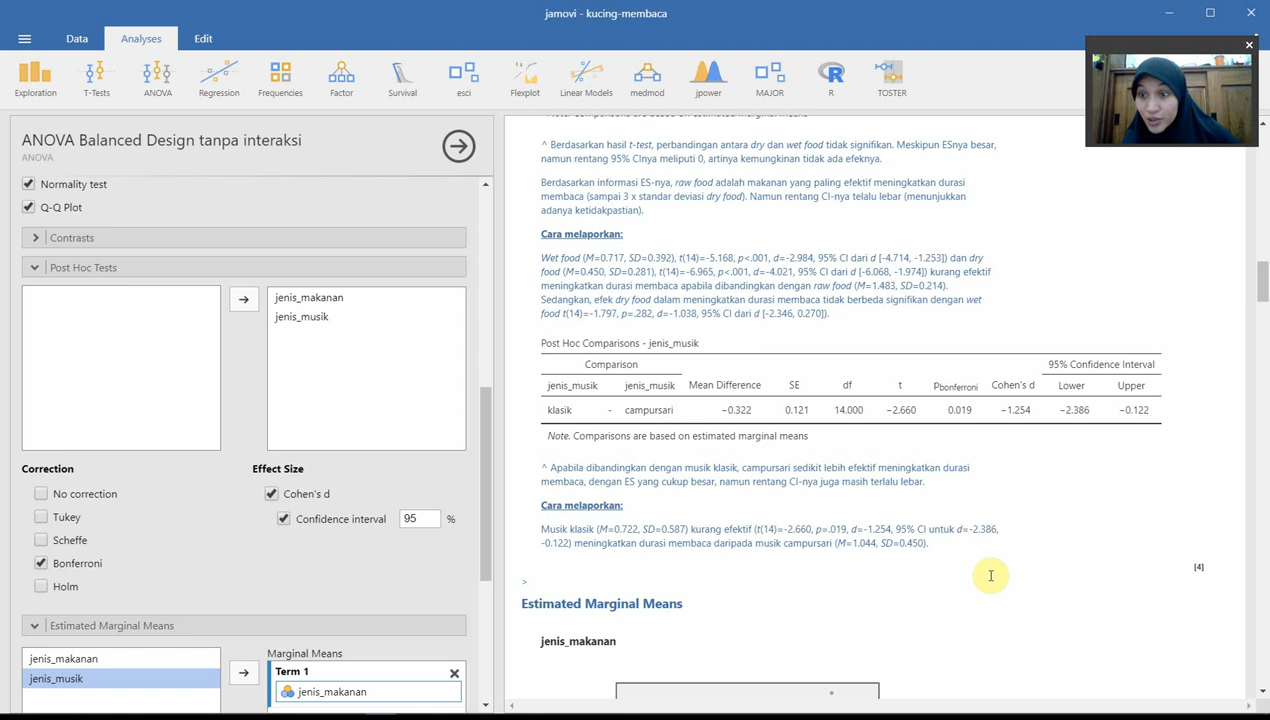 jamovi - kucing-membaca
Data Analyses Edit
Exploration T-Tests ANOVA Regression Frequencies Factor Survival esci Flexplot Linear Models medmod jpower MAJOR R TOSTER
ANOVA Balanced Design tanpa interaksi
ANOVA
Normality test
Q-Q Plot
Contrasts
Post Hoc Tests
jenis_makanan
jenis_musik
Correction
Effect Size
No correction
Cohen's d
Tukey
Confidence interval 95 %
Scheffe
Bonferroni
Holm
Estimated Marginal Means
jenis_makanan
jenis_musik
Marginal Means
Term 1
jenis_makanan
^ Berdasarkan hasil t-test, perbandingan antara dry dan wet food tidak signifikan. Meskipun ESnya besar,
namun rentang 95% CInya meliputi 0, artinya kemungkinan tidak ada efeknya.
Berdasarkan informasi ES-nya, raw food adalah makanan yang paling efektif meningkatkan durasi
membaca (sampai 3 x standar deviasi dry food). Namun rentang CI-nya telalu lebar (menunjukkan
adanya ketidakpastian).
Cara melaporkan:
Wet food (M=0.717, SD=0.392), t(14)=-5.168, p<.001, d=-2.984, 95% CI dari d [-4.714, -1.253]) dan dry
food (M=0.450, SD=0.281), t(14)=-6.965, p<.001, d=-4.021, 95% CI dari d [-6.068, -1.974]) kurang efektif
meningkatkan durasi membaca apabila dibandingkan dengan raw food (M=1.483, SD=0.214).
Sedangkan, efek dry food dalam meningkatkan durasi membaca tidak berbeda signifikan dengan wet
food t(14)=-1.797, p=.282, d=-1.038, 95% CI dari d [-2.346, 0.270]).
Post Hoc Comparisons - jenis_musik
Comparison 95% Confidence Interval
jenis_musik jenis_musik Mean Difference SE df t pbonferroni Cohen's d Lower Upper
klasik - campursari −0.322 0.121 14.000 −2.660 0.019 −1.254 −2.386 −0.122
Note. Comparisons are based on estimated marginal means
^ Apabila dibandingkan dengan musik klasik, campursari sedikit lebih efektif meningkatkan durasi
membaca, dengan ES yang cukup besar, namun rentang CI-nya juga masih terlalu lebar.
Cara melaporkan:
Musik klasik (M=0.722, SD=0.587) kurang efektif (t(14)=-2.660, p=.019, d=-1.254, 95% CI untuk d=-2.386,
-0.122) meningkatkan durasi membaca daripada musik campursari (M=1.044, SD=0.450).
[4]
>
Estimated Marginal Means
jenis_makanan